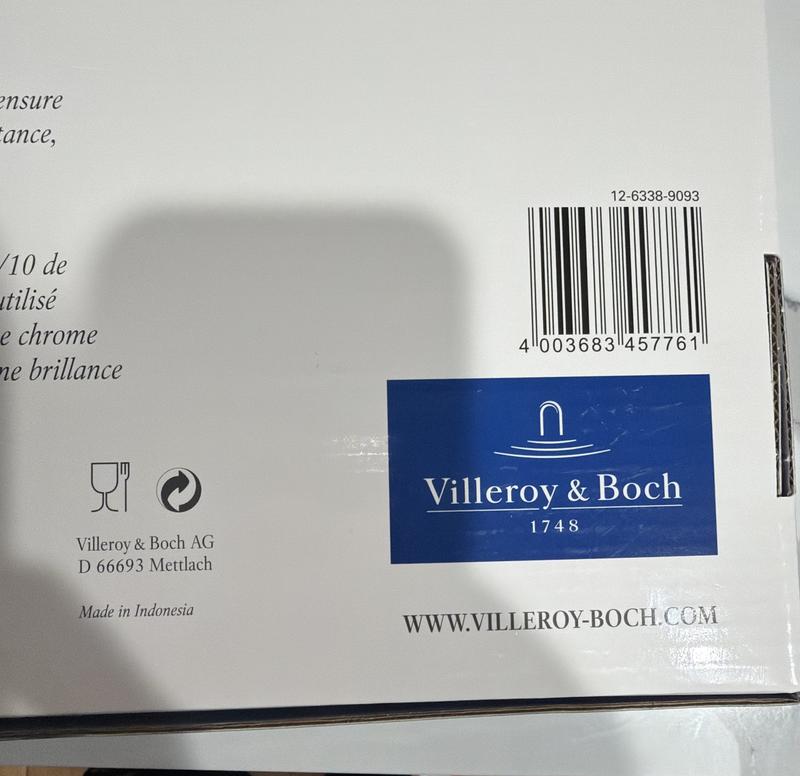 ensure
tance,
12-6338-9093
/10 de
utilisé
e chrome
ne brillance
4 003683 457761
Villeroy & Boch
1748
Villeroy & Boch AG
D 66693 Mettlach
Made in Indonesia
WWW.VILLEROY-BOCH.COM